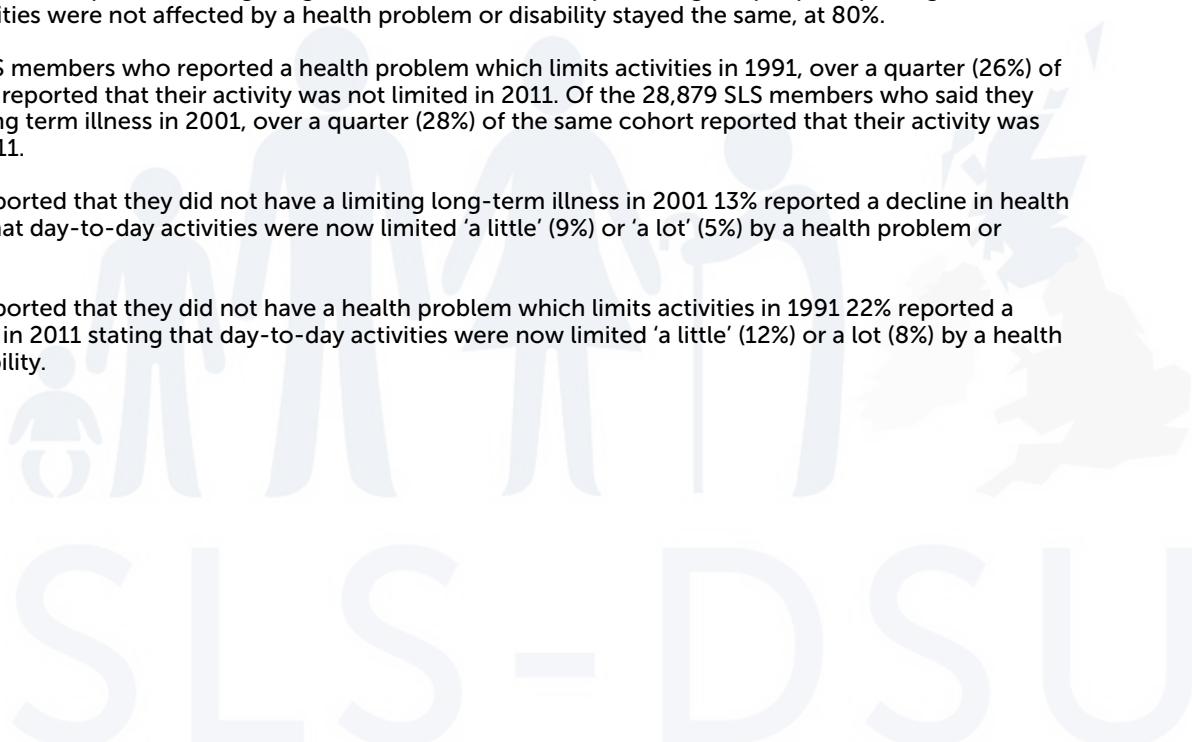 ities were not affected by a health problem or disability stayed the same, at 80%.
S members who reported a health problem which limits activities in 1991, over a quarter (26%) of
reported that their activity was not limited in 2011. Of the 28,879 SLS members who said they
ng term illness in 2001, over a quarter (28%) of the same cohort reported that their activity was
11.
ported that they did not have a limiting long-term illness in 2001 13% reported a decline in health
at day-to-day activities were now limited ‘a little’ (9%) or ‘a lot’ (5%) by a health problem or
ported that they did not have a health problem which limits activities in 1991 22% reported a
in 2011 stating that day-to-day activities were now limited ‘a little’ (12%) or a lot (8%) by a health
bility.
SLS-DSU